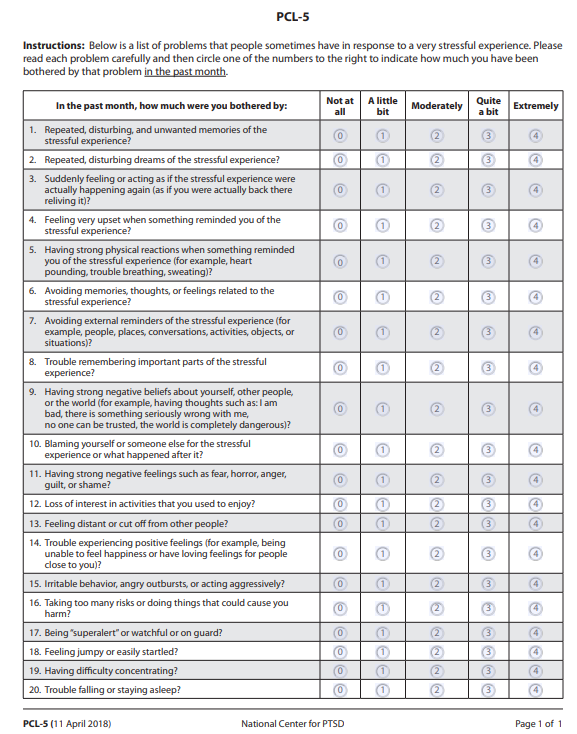 PCL-5
Instructions: Below is a list of problems that people sometimes have in response to a very stressful experience. Please
read each problem carefully and then circle one of the numbers to the right to indicate how much you have been
bothered by that problem in the past month.
In the past month, how much were you bothered by: Not at all A little bit Moderately Quite a bit Extremely
1. Repeated, disturbing, and unwanted memories of the
stressful experience? 0 1 2 3 4
2. Repeated, disturbing dreams of the stressful experience? 0 1 2 3 4
3. Suddenly feeling or acting as if the stressful experience were
actually happening again (as if you were actually back there
reliving it)? 0 1 2 3 4
4. Feeling very upset when something reminded you of the
stressful experience? 0 1 2 3 4
5. Having strong physical reactions when something reminded
you of the stressful experience (for example, heart
pounding, trouble breathing, sweating)? 0 1 2 3 4
6. Avoiding memories, thoughts, or feelings related to the
stressful experience? 0 1 2 3 4
7. Avoiding external reminders of the stressful experience (for
example, people, places, conversations, activities, objects, or
situations)? 0 1 2 3 4
8. Trouble remembering important parts of the stressful
experience? 0 1 2 3 4
9. Having strong negative beliefs about yourself, other people,
or the world (for example, having thoughts such as: I am
bad, there is something seriously wrong with me,
no one can be trusted, the world is completely dangerous)? 0 1 2 3 4
10. Blaming yourself or someone else for the stressful
experience or what happened after it? 0 1 2 3 4
11. Having strong negative feelings such as fear, horror, anger,
guilt, or shame? 0 1 2 3 4
12. Loss of interest in activities that you used to enjoy? 0 1 2 3 4
13. Feeling distant or cut off from other people? 0 1 2 3 4
14. Trouble experiencing positive feelings (for example, being
unable to feel happiness or have loving feelings for people
close to you)? 0 1 2 3 4
15. Irritable behavior, angry outbursts, or acting aggressively? 0 1 2 3 4
16. Taking too many risks or doing things that could cause you
harm? 0 1 2 3 4
17. Being "superalert" or watchful or on guard? 0 1 2 3 4
18. Feeling jumpy or easily startled? 0 1 2 3 4
19. Having difficulty concentrating? 0 1 2 3 4
20. Trouble falling or staying asleep? 0 1 2 3 4
PCL-5 (11 April 2018) National Center for PTSD Page 1 of 1